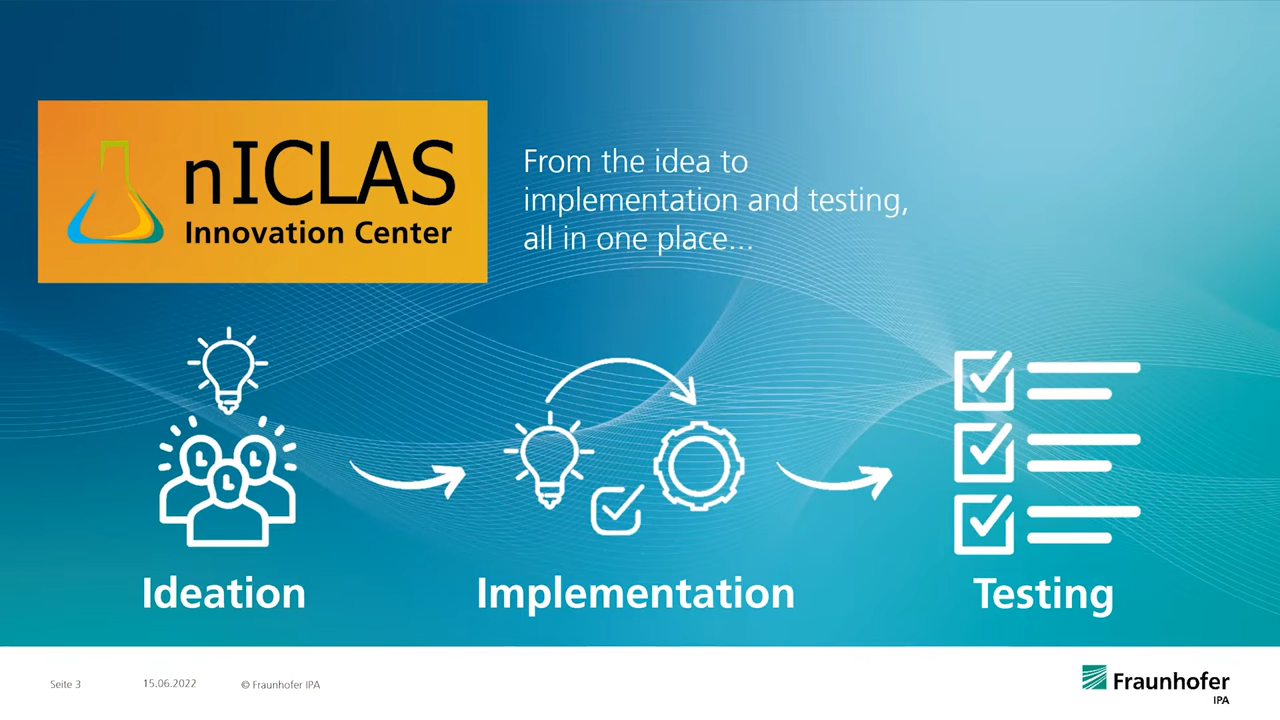 nICLAS
Innovation Center
From the idea to
implementation and testing,
all in one place...
Ideation
Implementation
Testing
Seite 3
15.06.2022
© Fraunhofer IPA
Fraunhofer
IPA